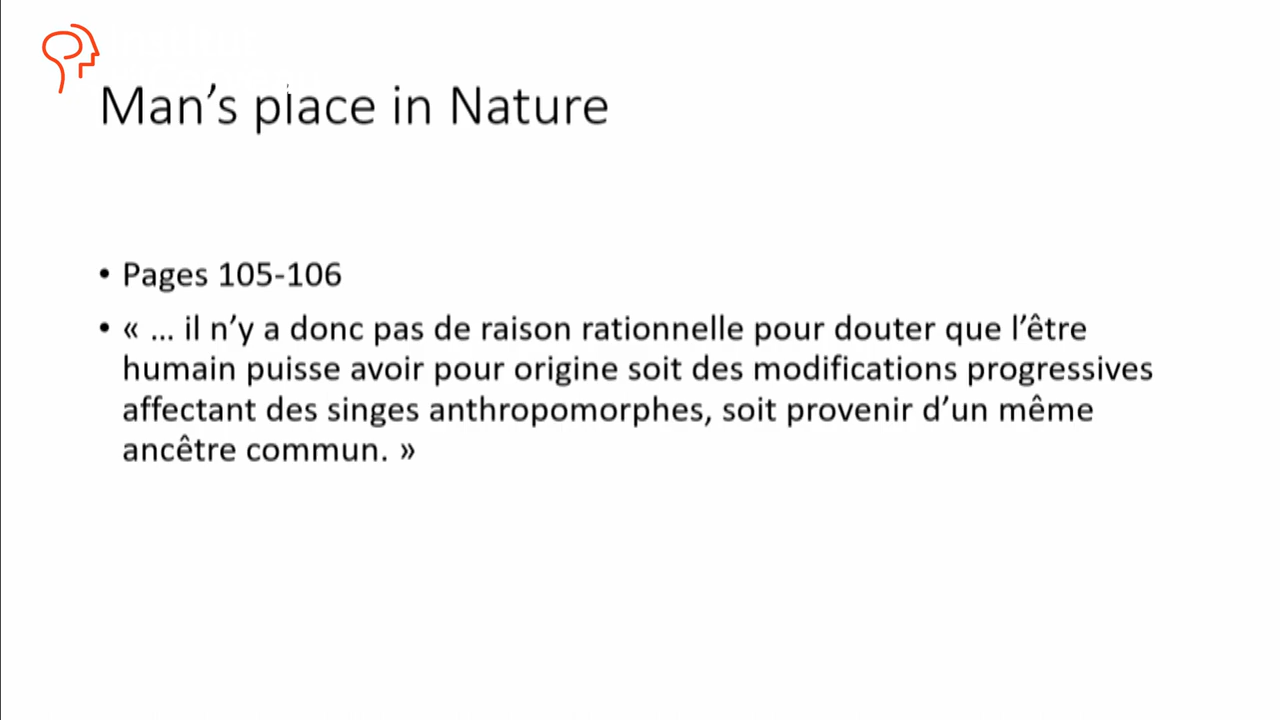 Man’s place in Nature
• Pages 105-106
• « ... il n’y a donc pas de raison rationnelle pour douter que l’être
humain puisse avoir pour origine soit des modifications progressives
affectant des singes anthropomorphes, soit provenir d’un même
ancêtre commun. »